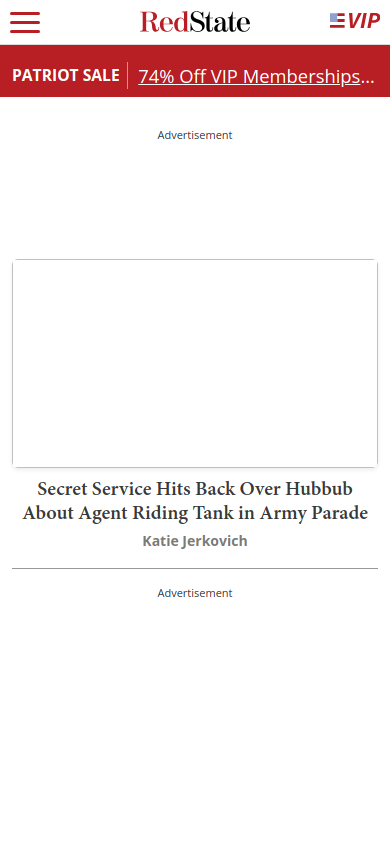 RedState
VIP
PATRIOT SALE
74% Off VIP Memberships...
Advertisement
Secret Service Hits Back Over Hubbub
About Agent Riding Tank in Army Parade
Katie Jerkovich
Advertisement